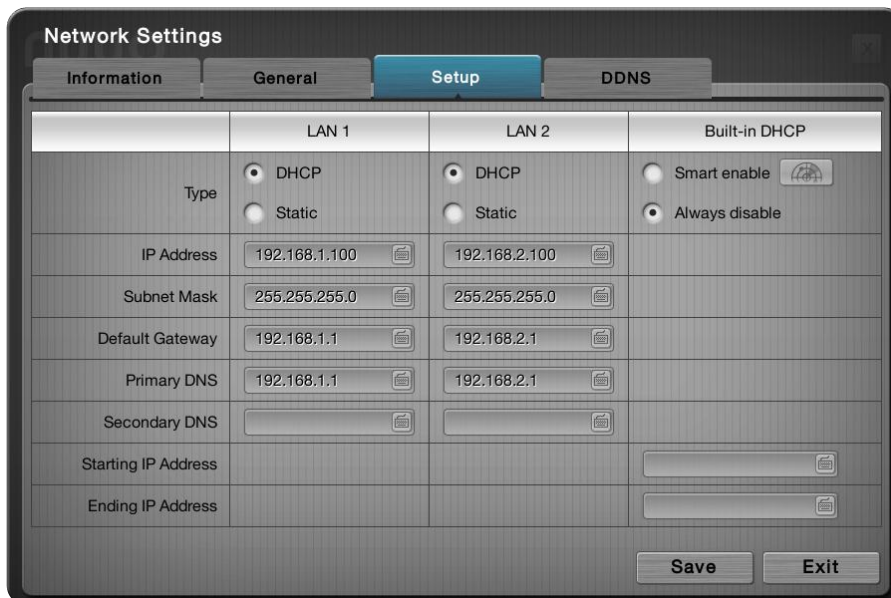 Network Settings
Information General Setup DDNS
LAN 1 LAN 2 Built-in DHCP
Type
DHCP DHCP Smart enable
Static Static Always disable
IP Address 192.168.1.100 192.168.2.100
Subnet Mask 255.255.255.0 255.255.255.0
Default Gateway 192.168.1.1 192.168.2.1
Primary DNS 192.168.1.1 192.168.2.1
Secondary DNS
Starting IP Address
Ending IP Address
Save Exit